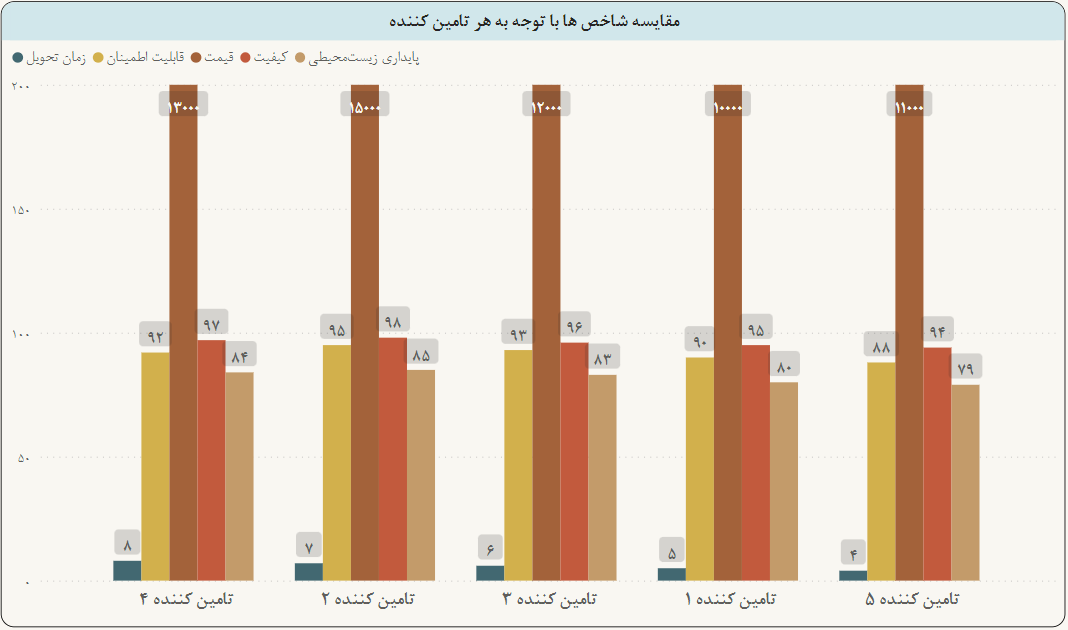 مقایسه شاخص ها با توجه به هر تامین کننده
زمان تحویل قابلیت اطمینان قیمت کیفیت پایداری زیست‌محیطی
۲۰۰
۱۵۰
۱۰۰
۵۰
۰
۸ ۹۲ ۱۳۰۰۰ ۹۷ ۸۴
۷ ۹۵ ۱۵۰۰۰ ۹۸ ۸۵
۶ ۹۳ ۱۲۰۰۰ ۹۶ ۸۳
۵ ۹۰ ۱۰۰۰۰ ۹۵ ۸۰
۴ ۸۸ ۱۱۰۰۰ ۹۴ ۷۹
تامین کننده ۴
تامین کننده ۲
تامین کننده ۳
تامین کننده ۱
تامین کننده ۵